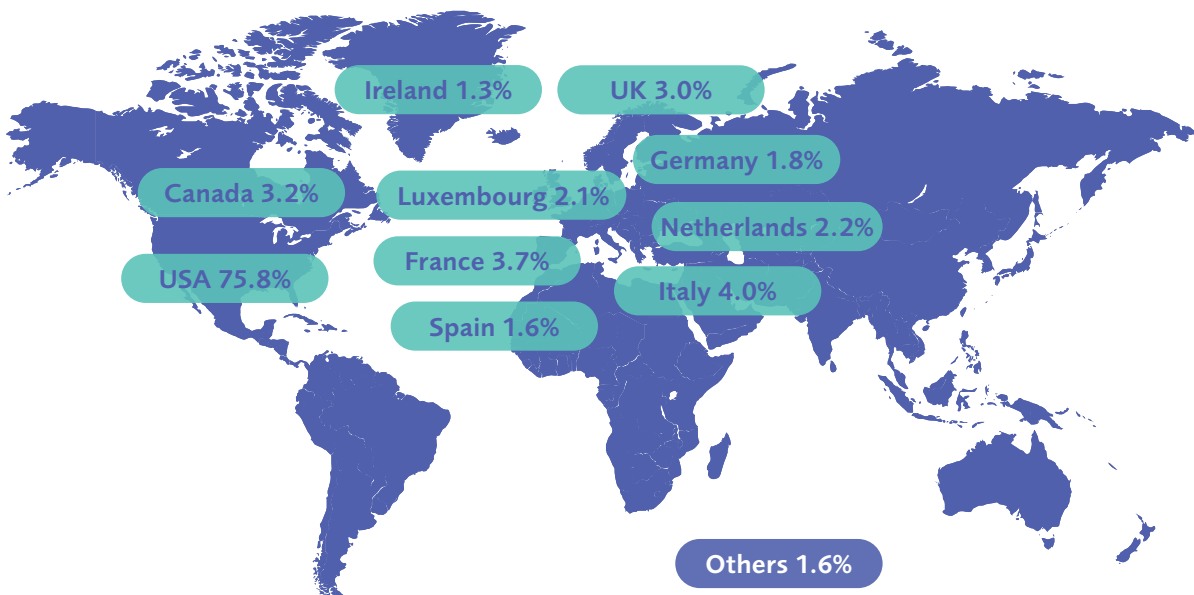 Ireland 1.3%
UK 3.0%
Germany 1.8%
Canada 3.2%
Luxembourg 2.1%
Netherlands 2.2%
France 3.7%
USA 75.8%
Italy 4.0%
Spain 1.6%
Others 1.6%